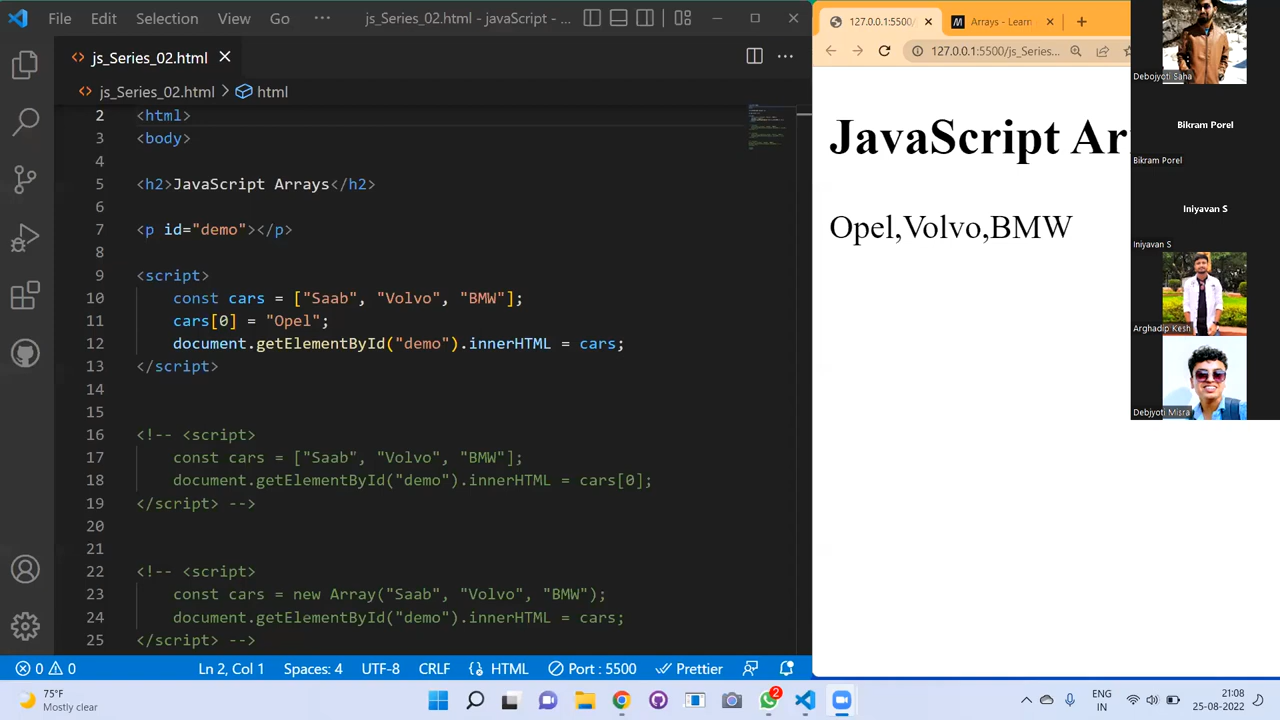 File Edit Selection View Go ··· js_Series_02.html - javaScript - ...
js_Series_02.html
js_Series_02.html > html
2 <html>
3 <body>
4
5 <h2>JavaScript Arrays</h2>
6
7 <p id="demo"></p>
8
9 <script>
10 const cars = ["Saab", "Volvo", "BMW"];
11 cars[0] = "Opel";
12 document.getElementById("demo").innerHTML = cars;
13 </script>
14
15
16 <!-- <script>
17 const cars = ["Saab", "Volvo", "BMW"];
18 document.getElementById("demo").innerHTML = cars[0];
19 </script> -->
20
21
22 <!-- <script>
23 const cars = new Array("Saab", "Volvo", "BMW");
24 document.getElementById("demo").innerHTML = cars;
25 </script> -->
0 0 Ln 2, Col 1 Spaces: 4 UTF-8 CRLF HTML Port : 5500 Prettier
127.0.0.1:5500/ Arrays - Learn
127.0.0.1:5500/js_Series...
JavaScript Ar
Opel,Volvo,BMW
Debojyoti Saha
Bikram Porel
Bikram Porel
Iniyavan S
Iniyavan S
Arghadip Kesh
Debjyoti Misra
75°F
Mostly clear
2
ENG
IN
21:08
25-08-2022